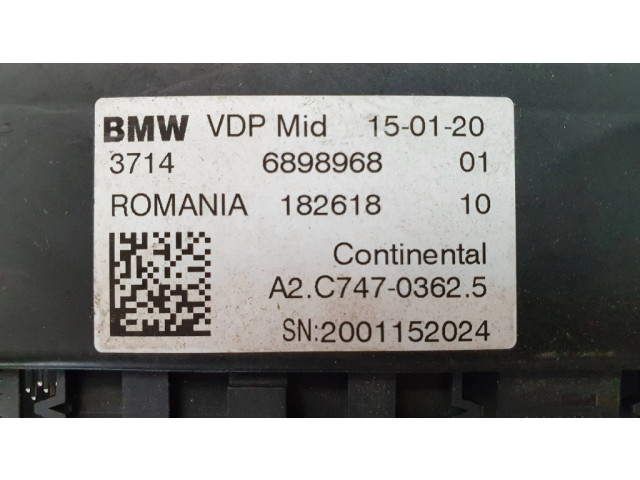 BMW VDP Mid 15-01-20
3714 6898968 01
ROMANIA 182618 10
Continental
A2.C747-0362.5
SN:2001152024